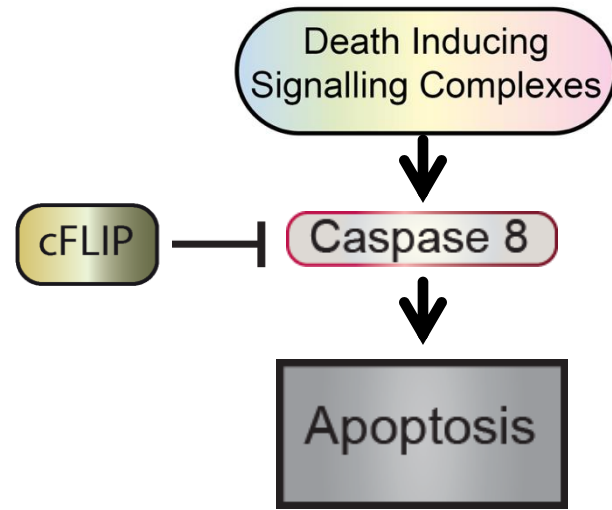 Death Inducing
Signalling Complexes
cFLIP
Caspase 8
Apoptosis